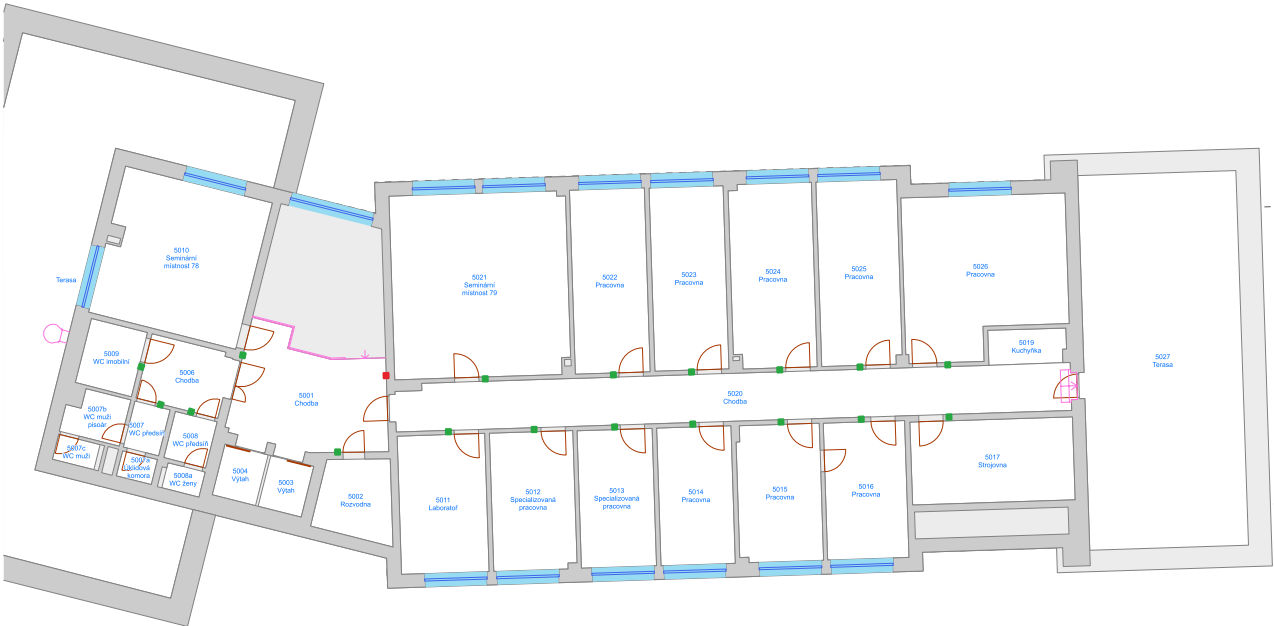 5010
Seminární
místnost 78
Terasa
5009
WC imobilní
5006
Chodba
5007b
WC muži
pisoár
5007
WC předsíň
5008
WC předsíň
5007c
WC muži
5007a
Úklidová
komora
5008a
WC ženy
5004
Výtah
5003
Výtah
5001
Chodba
5002
Rozvodna
5021
Seminární
místnost 79
5022
Pracovna
5023
Pracovna
5024
Pracovna
5025
Pracovna
5026
Pracovna
5019
Kuchyňka
5020
Chodba
5027
Terasa
5011
Laboratoř
5012
Specializovaná
pracovna
5013
Specializovaná
pracovna
5014
Pracovna
5015
Pracovna
5016
Pracovna
5017
Strojovna